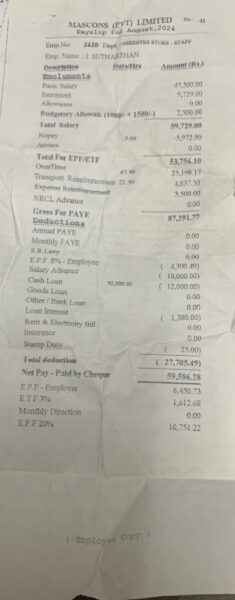 MASCONS (PVT) LIMITED No : 41
Payslip for August,2024
Emp No: 2420 Dept. ASBESTES STORE - STAFF
Emp. Name : J. SUTHARSHAN
Description Date/Hrs Amount (Rs.)
Emoluments
Basic Salary 47,500.00
Increment 9,729.00
Allowance 0.00
Budgetary Allowan. (1000/- + 1500/-) 2,500.00
Total Salary 59,729.00
Nopay 3.00 -5,972.90
Arrears 0.00
Total For EPF/ETF 53,756.10
OverTime 67.50 25,198.17
Transport Reimbursement 21.50 4,837.50
Expense Reimbursement 3,500.00
NRCL Advance 0.00
Gross For PAYE 87,291.77
Deductions
Annual PAYE 0.00
Monthly PAYE 0.00
S.R.Levy 0.00
E.P.F 8% - Employee ( 4,300.49)
Salary Advance ( 10,000.00)
Cash Loan ( 12,000.00)
Goods Loan 0.00
Other / Bank Loan 0.00
Loan Interest ( 1,380.00)
Rent & Electricity Bill 0.00
Insurance 0.00
Stamp Duty ( 25.00)
Total deduction ( 27,705.49)
Net Pay - Paid by Cheque 59,586.28
E.P.F - Employer 6,450.73
E.T.F 3% 1,612.68
Monthly Direction 0.00
E.P.F 20% 10,751.22
( Employee Copy )